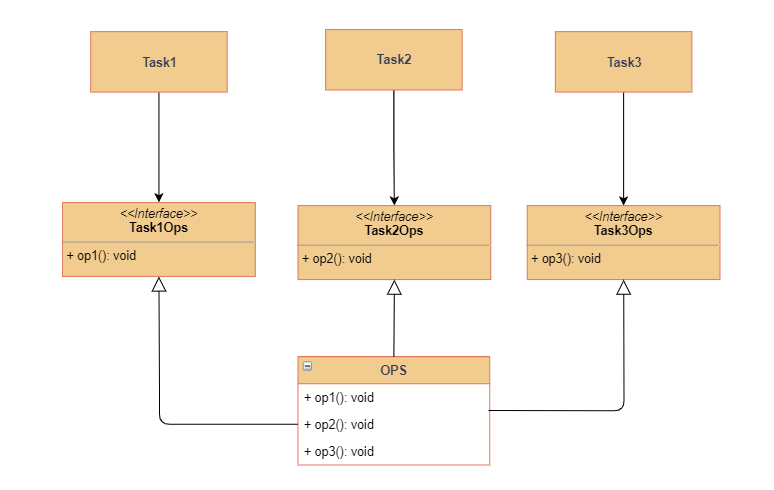 Task1
Task2
Task3
<<Interface>>
Task1Ops
+ op1(): void
<<Interface>>
Task2Ops
+ op2(): void
<<Interface>>
Task3Ops
+ op3(): void
OPS
+ op1(): void
+ op2(): void
+ op3(): void